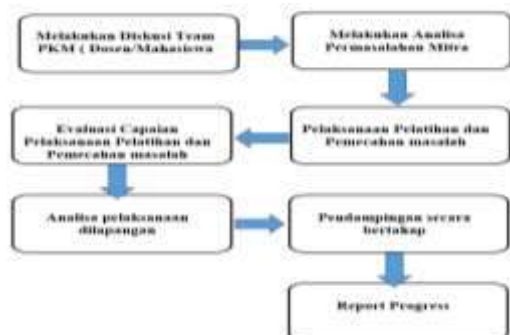 Melakukan Diskusi Team
PKM ( Dosen/Mahasiswa
Melakukan Analisa
Permasalahan Mitra
Pelaksanaan Pelatihan dan
Pemecahan masalah
Evaluasi Capaian
Pelaksanaan Pelatihan dan
Pemecahan masalah
Analisa pelaksanaan
dilapangan
Pendampingan secara
bertahap
Report Progress